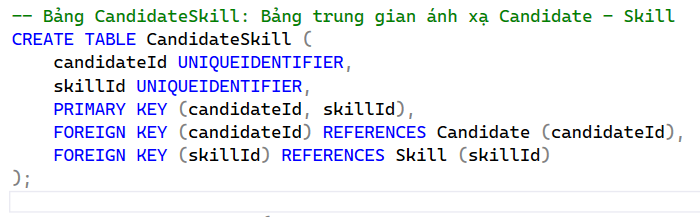 -- Bảng CandidateSkill: Bảng trung gian ánh xạ Candidate - Skill
CREATE TABLE CandidateSkill (
    candidateId UNIQUEIDENTIFIER,
    skillId UNIQUEIDENTIFIER,
    PRIMARY KEY (candidateId, skillId),
    FOREIGN KEY (candidateId) REFERENCES Candidate (candidateId),
    FOREIGN KEY (skillId) REFERENCES Skill (skillId)
);